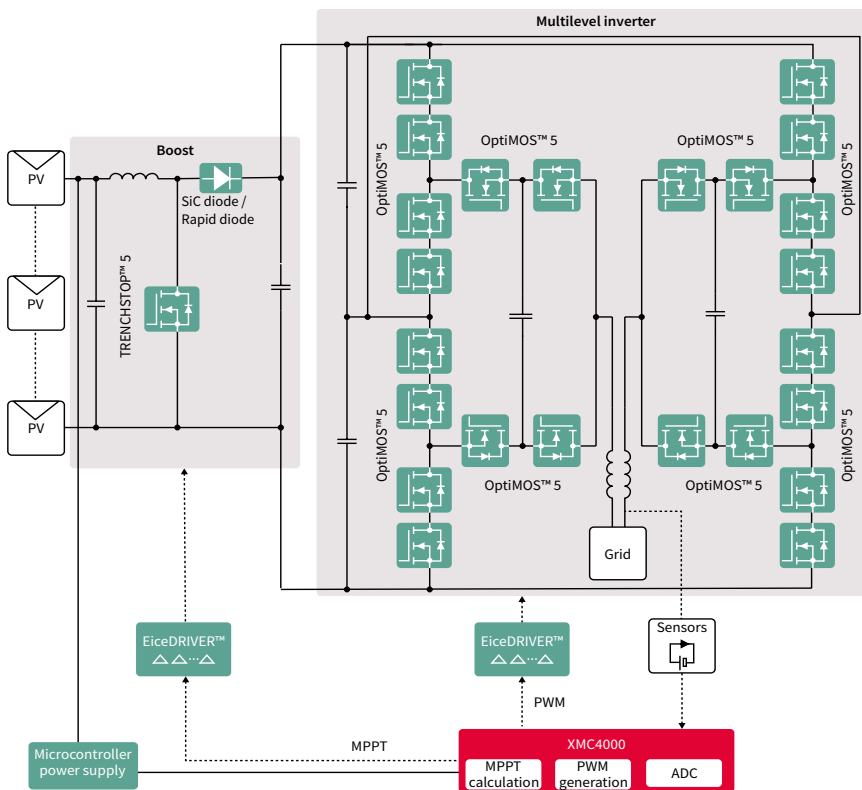 Multilevel inverter
Boost
PV
PV
PV
SiC diode /
Rapid diode
TRENCHSTOP™ 5
OptiMOS™ 5
OptiMOS™ 5
OptiMOS™ 5
OptiMOS™ 5
OptiMOS™ 5
OptiMOS™ 5
OptiMOS™ 5
OptiMOS™ 5
Grid
EiceDRIVER™
EiceDRIVER™
Sensors
PWM
MPPT
Microcontroller
power supply
XMC4000
MPPT
calculation
PWM
generation
ADC